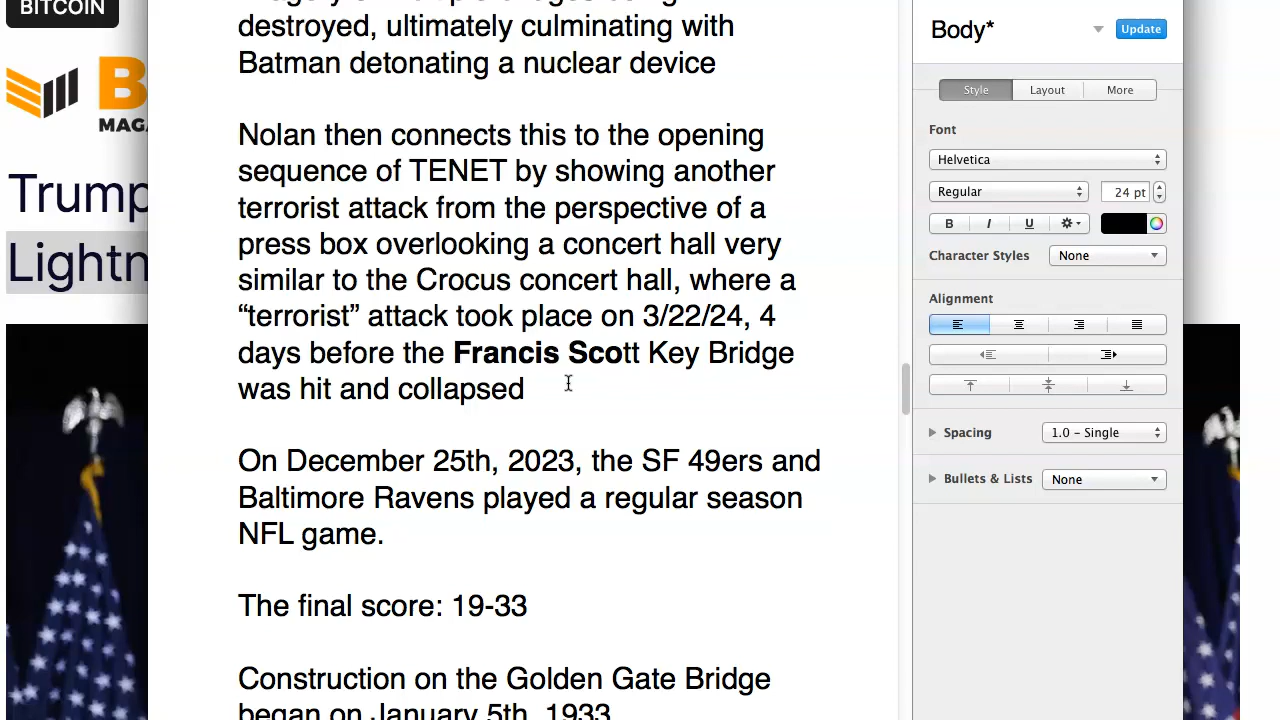 BITCOIN
B
MAGA
Trump
Lightn
destroyed, ultimately culminating with
Batman detonating a nuclear device
Nolan then connects this to the opening
sequence of TENET by showing another
terrorist attack from the perspective of a
press box overlooking a concert hall very
similar to the Crocus concert hall, where a
“terrorist” attack took place on 3/22/24, 4
days before the Francis Scott Key Bridge
was hit and collapsed
On December 25th, 2023, the SF 49ers and
Baltimore Ravens played a regular season
NFL game.
The final score: 19-33
Construction on the Golden Gate Bridge
began on January 5th, 1933
Body*
Update
Style
Layout
More
Font
Helvetica
Regular
24 pt
B
I
U
Character Styles
None
Alignment
Spacing
1.0 – Single
Bullets & Lists
None